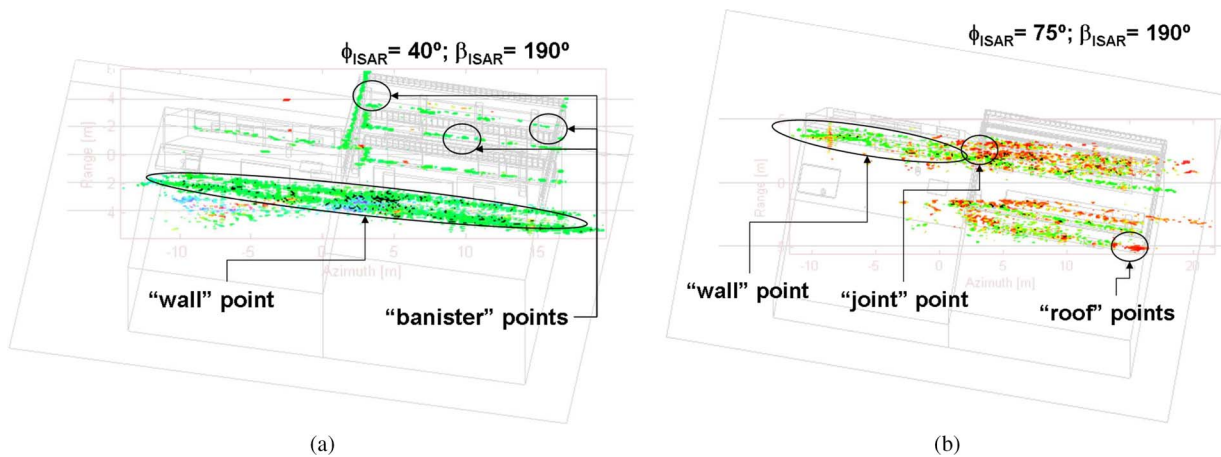 ϕISAR= 40º; βISAR= 190º
4
2
0
2
4
Range [m]
-10
-5
0
5
10
15
Azimuth [m]
“wall” point
“banister” points
(a)
ϕISAR= 75º; βISAR= 190º
0
Range [m]
-10
-5
0
5
10
15
20
Azimuth [m]
“wall” point
“joint” point
“roof” points
(b)